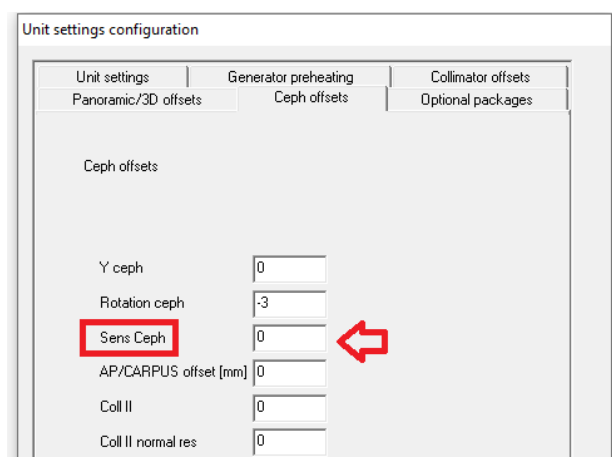 Unit settings configuration
Unit settings Generator preheating Collimator offsets
Panoramic/3D offsets Ceph offsets Optional packages
Ceph offsets
Y ceph 0
Rotation ceph -3
Sens Ceph 0
AP/CARPUS offset [mm] 0
Coll II 0
Coll II normal res 0